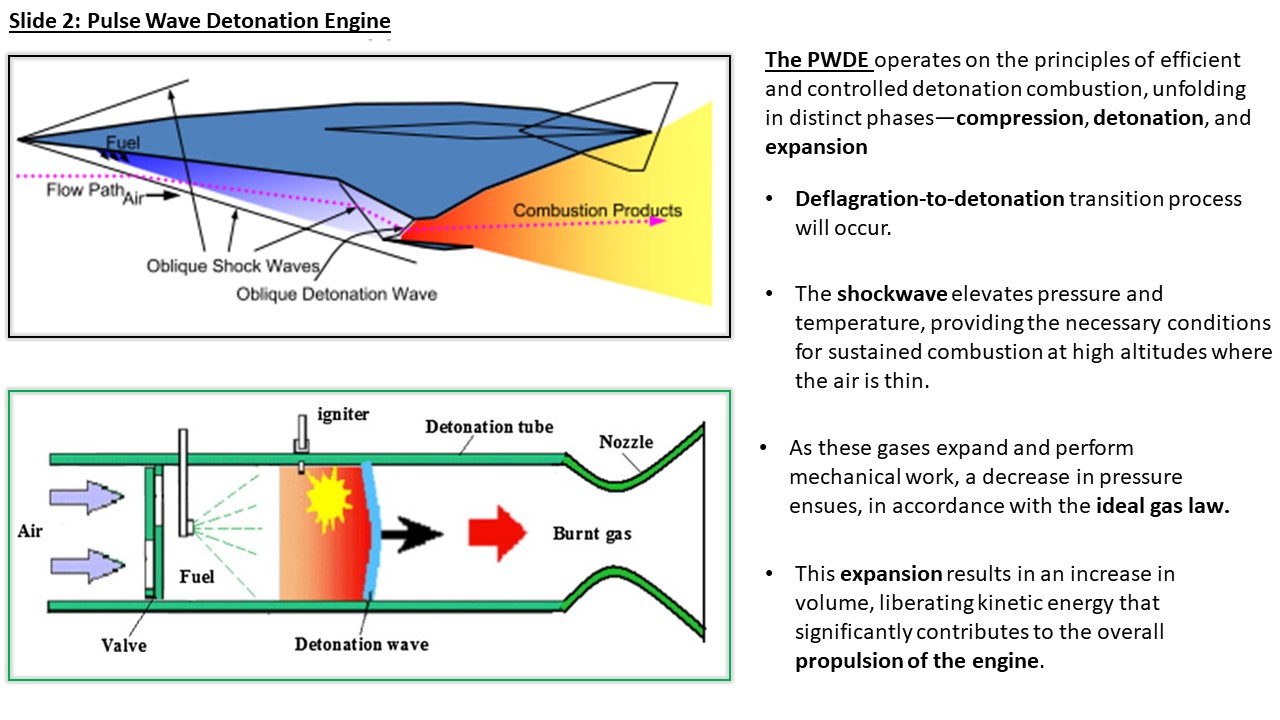 Slide 2: Pulse Wave Detonation Engine
Fuel
Flow Path
Air
Combustion Products
Oblique Shock Waves
Oblique Detonation Wave
igniter
Detonation tube
Nozzle
Air
Burnt gas
Fuel
Valve
Detonation wave
The PWDE operates on the principles of efficient
and controlled detonation combustion, unfolding
in distinct phases—compression, detonation, and
expansion
• Deflagration-to-detonation transition process
will occur.
• The shockwave elevates pressure and
temperature, providing the necessary conditions
for sustained combustion at high altitudes where
the air is thin.
• As these gases expand and perform
mechanical work, a decrease in pressure
ensues, in accordance with the ideal gas law.
• This expansion results in an increase in
volume, liberating kinetic energy that
significantly contributes to the overall
propulsion of the engine.